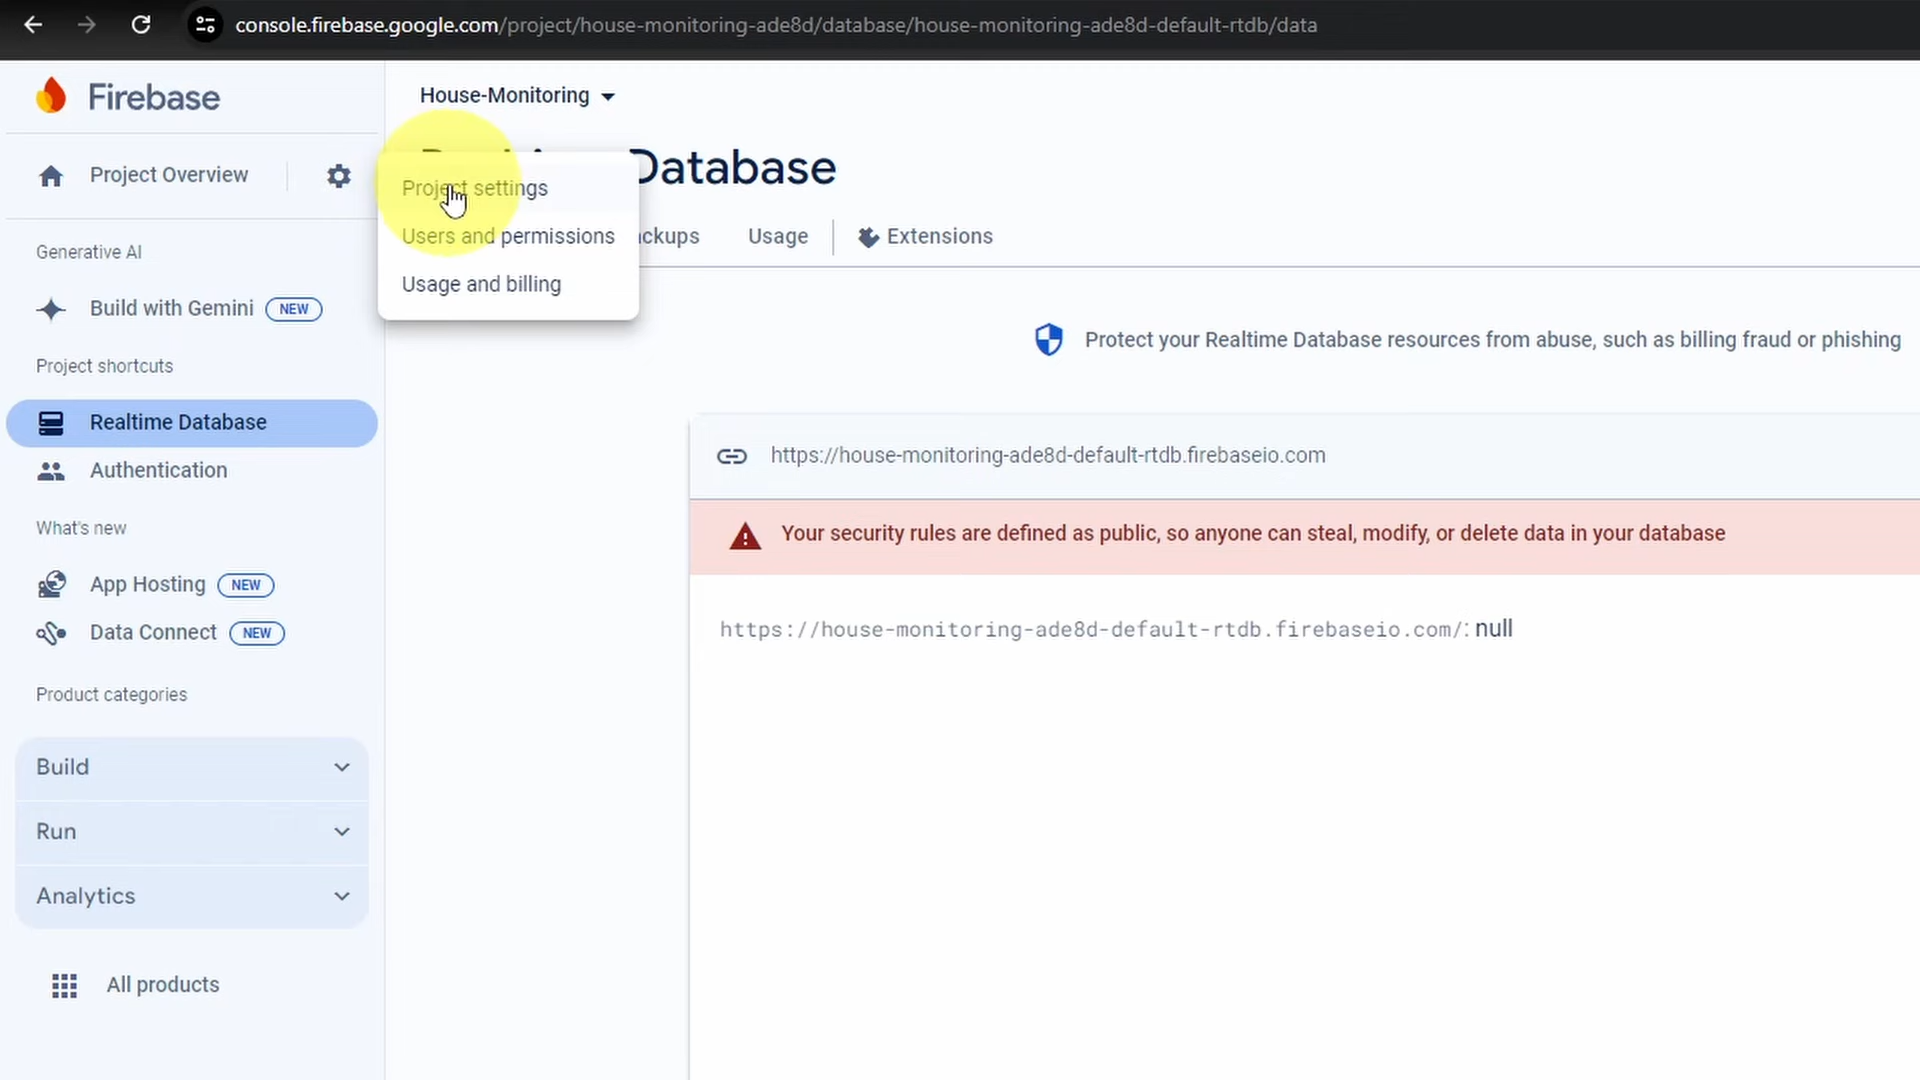 console.firebase.google.com/project/house-monitoring-ade8d/database/house-monitoring-ade8d-default-rtdb/data
Firebase
House-Monitoring
Project Overview
Database
Project settings
Users and permissions
Usage and billing
Usage
Extensions
Generative AI
Build with Gemini NEW
Protect your Realtime Database resources from abuse, such as billing fraud or phishing
Project shortcuts
Realtime Database
Authentication
https://house-monitoring-ade8d-default-rtdb.firebaseio.com
What's new
Your security rules are defined as public, so anyone can steal, modify, or delete data in your database
App Hosting NEW
Data Connect NEW
https://house-monitoring-ade8d-default-rtdb.firebaseio.com/: null
Product categories
Build
Run
Analytics
All products